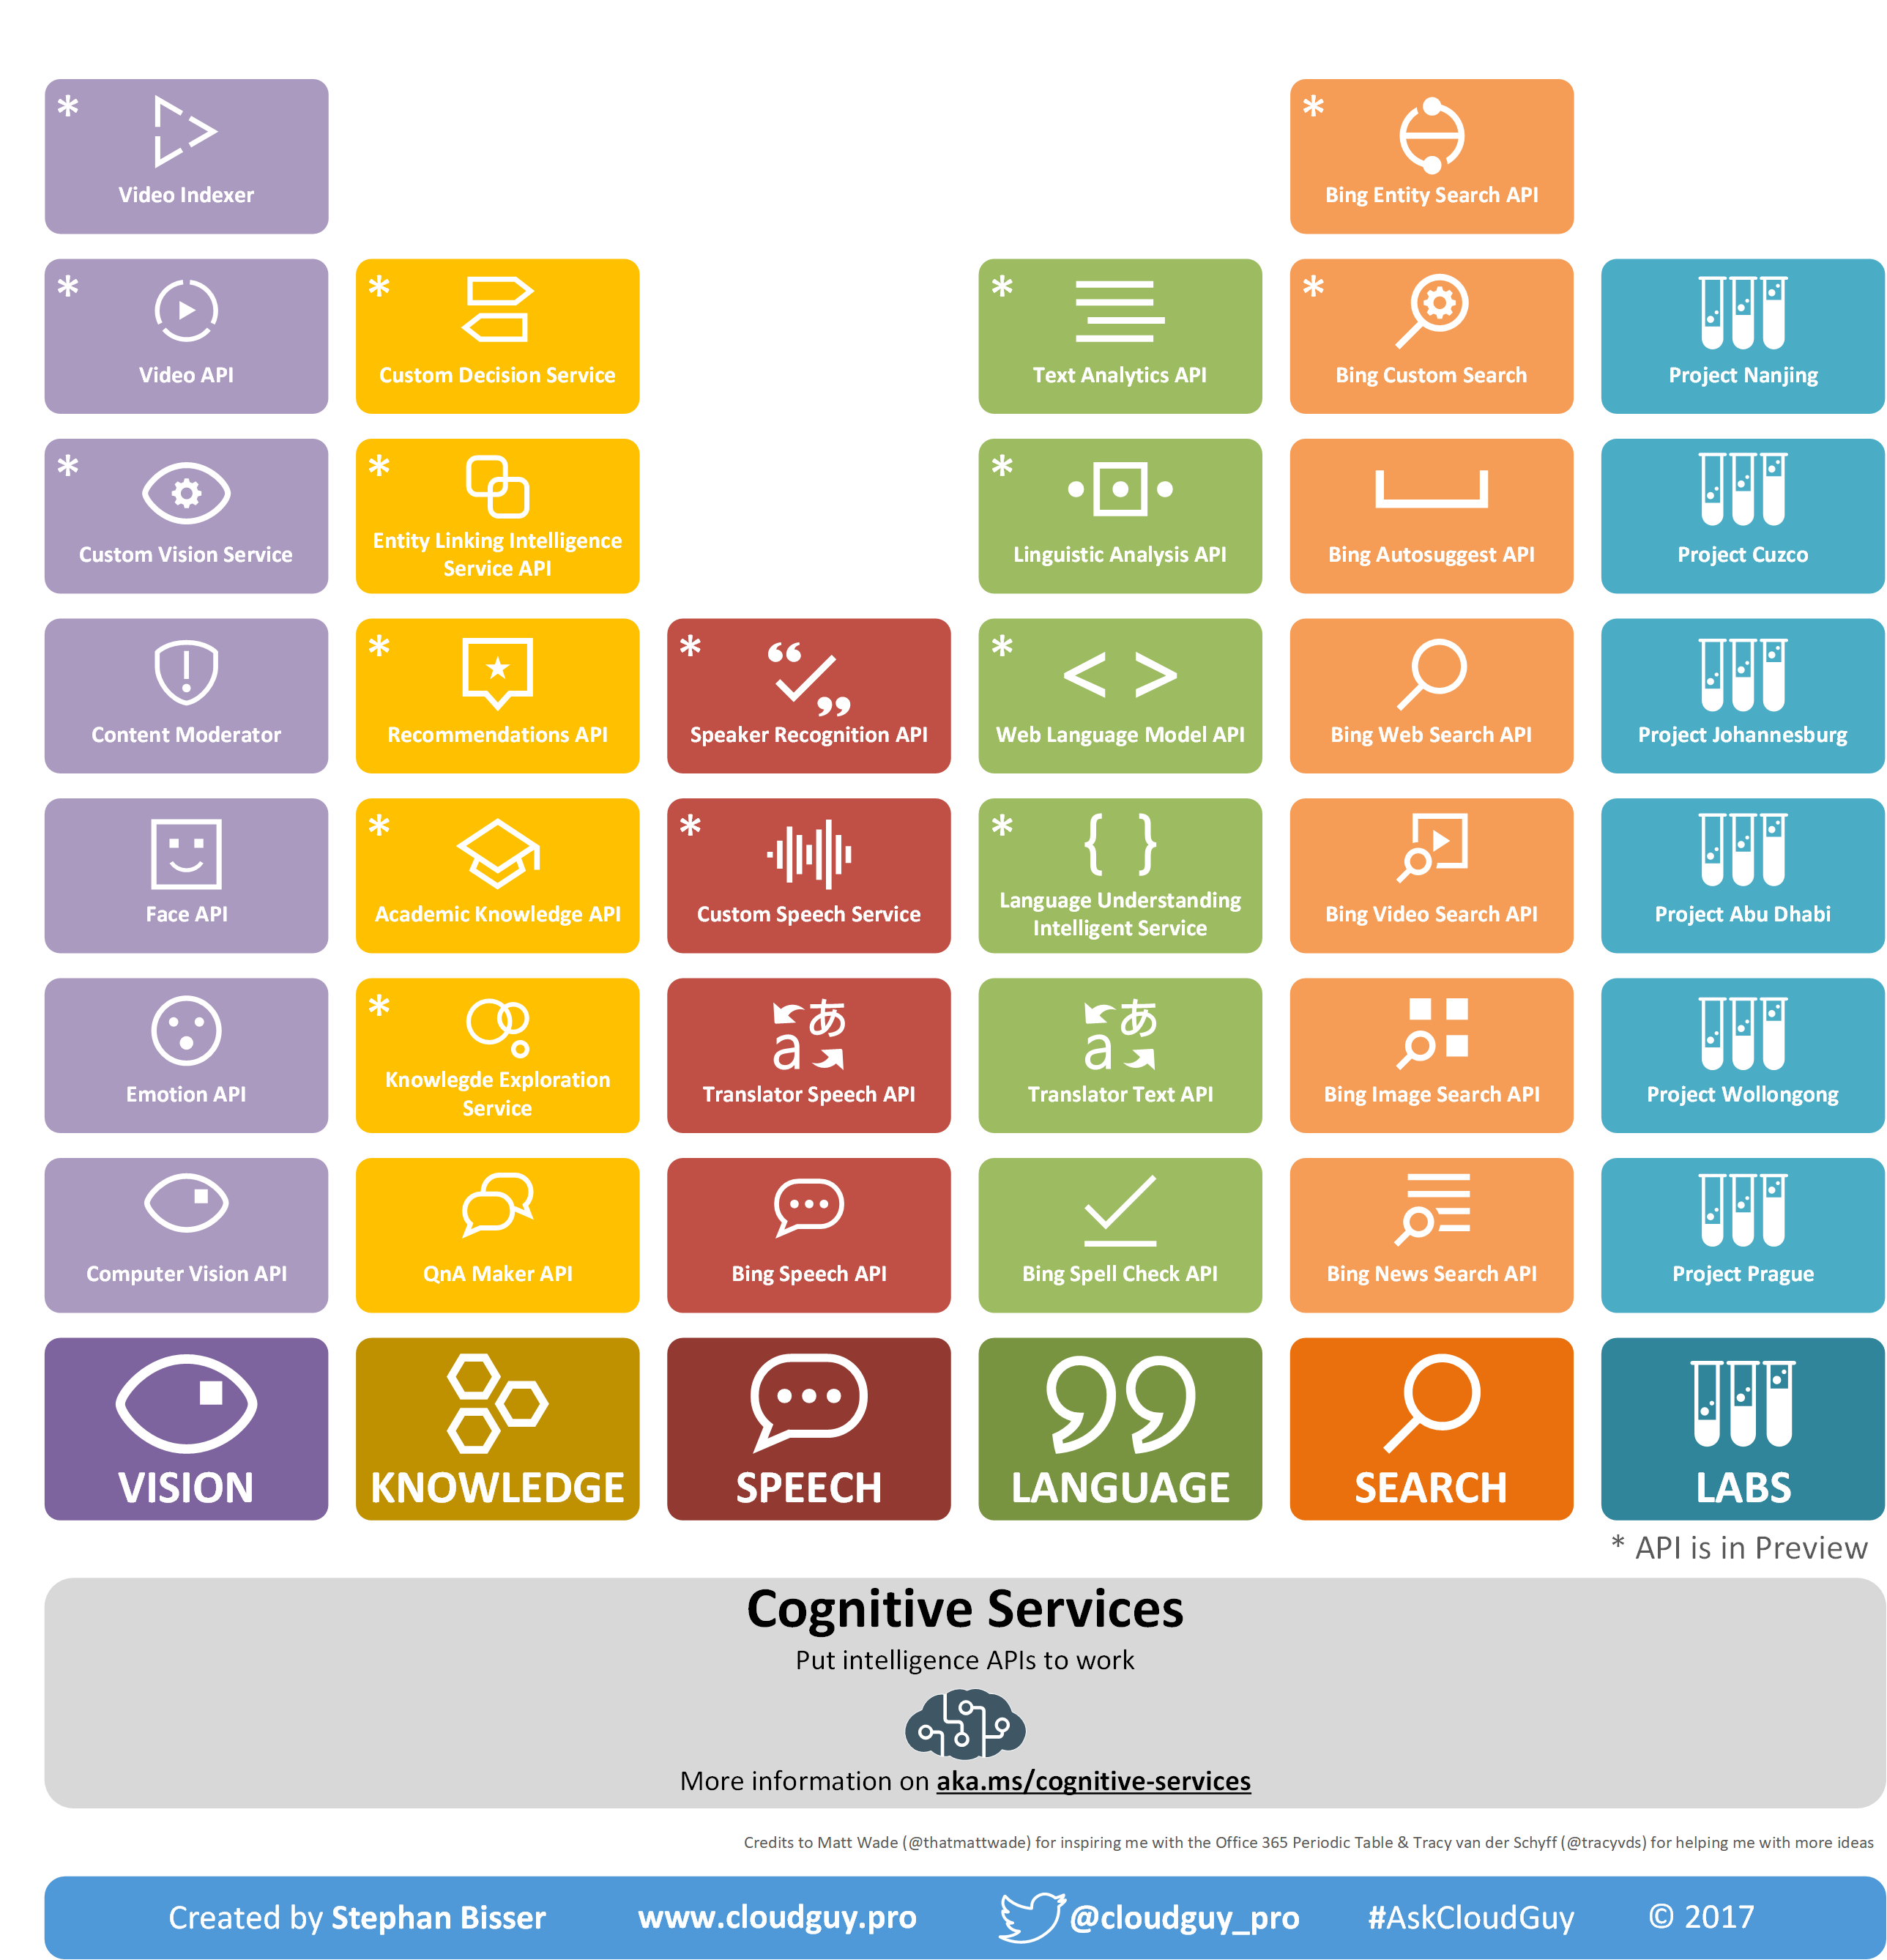 *
Video Indexer
*
Bing Entity Search API
*
Video API
*
Custom Decision Service
*
Text Analytics API
*
Bing Custom Search
Project Nanjing
*
Custom Vision Service
*
Entity Linking Intelligence
Service API
*
Linguistic Analysis API
Bing Autosuggest API
Project Cuzco
Content Moderator
*
Recommendations API
*
“ ”
Speaker Recognition API
*
< >
Web Language Model API
Bing Web Search API
Project Johannesburg
Face API
*
Academic Knowledge API
*
Custom Speech Service
*
{ }
Language Understanding
Intelligent Service
Bing Video Search API
Project Abu Dhabi
Emotion API
*
Knowlegde Exploration
Service
あ
a
Translator Speech API
あ
a
Translator Text API
Bing Image Search API
Project Wollongong
Computer Vision API
QnA Maker API
Bing Speech API
Bing Spell Check API
Bing News Search API
Project Prague
VISION
KNOWLEDGE
SPEECH
LANGUAGE
SEARCH
LABS
* API is in Preview
Cognitive Services
Put intelligence APIs to work
More information on aka.ms/cognitive-services
Credits to Matt Wade (@thatmattwade) for inspiring me with the Office 365 Periodic Table & Tracy van der Schyff (@tracyvds) for helping me with more ideas
Created by Stephan Bisser www.cloudguy.pro @cloudguy_pro #AskCloudGuy © 2017